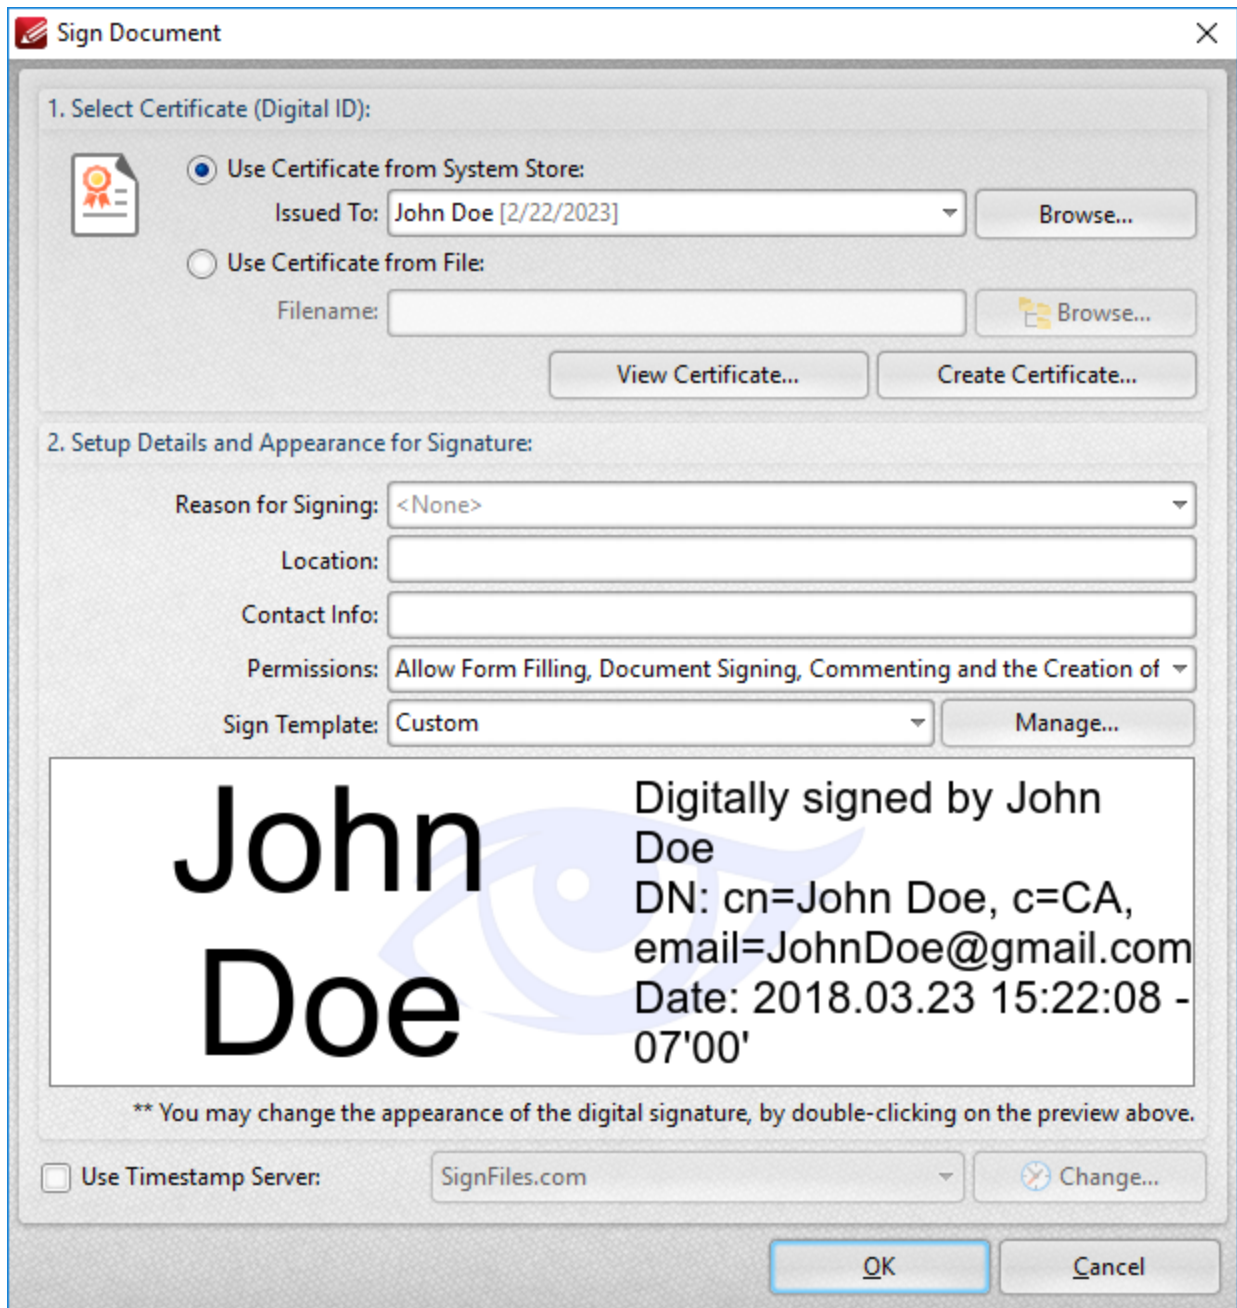 Sign Document
1. Select Certificate (Digital ID):
Use Certificate from System Store:
Issued To: John Doe [2/22/2023] Browse...
Use Certificate from File:
Filename: Browse...
View Certificate... Create Certificate...
2. Setup Details and Appearance for Signature:
Reason for Signing: <None>
Location:
Contact Info:
Permissions: Allow Form Filling, Document Signing, Commenting and the Creation of
Sign Template: Custom Manage...
John
Doe
Digitally signed by John
Doe
DN: cn=John Doe, c=CA,
email=JohnDoe@gmail.com
Date: 2018.03.23 15:22:08 -
07'00'
** You may change the appearance of the digital signature, by double-clicking on the preview above.
Use Timestamp Server: SignFiles.com Change...
OK Cancel